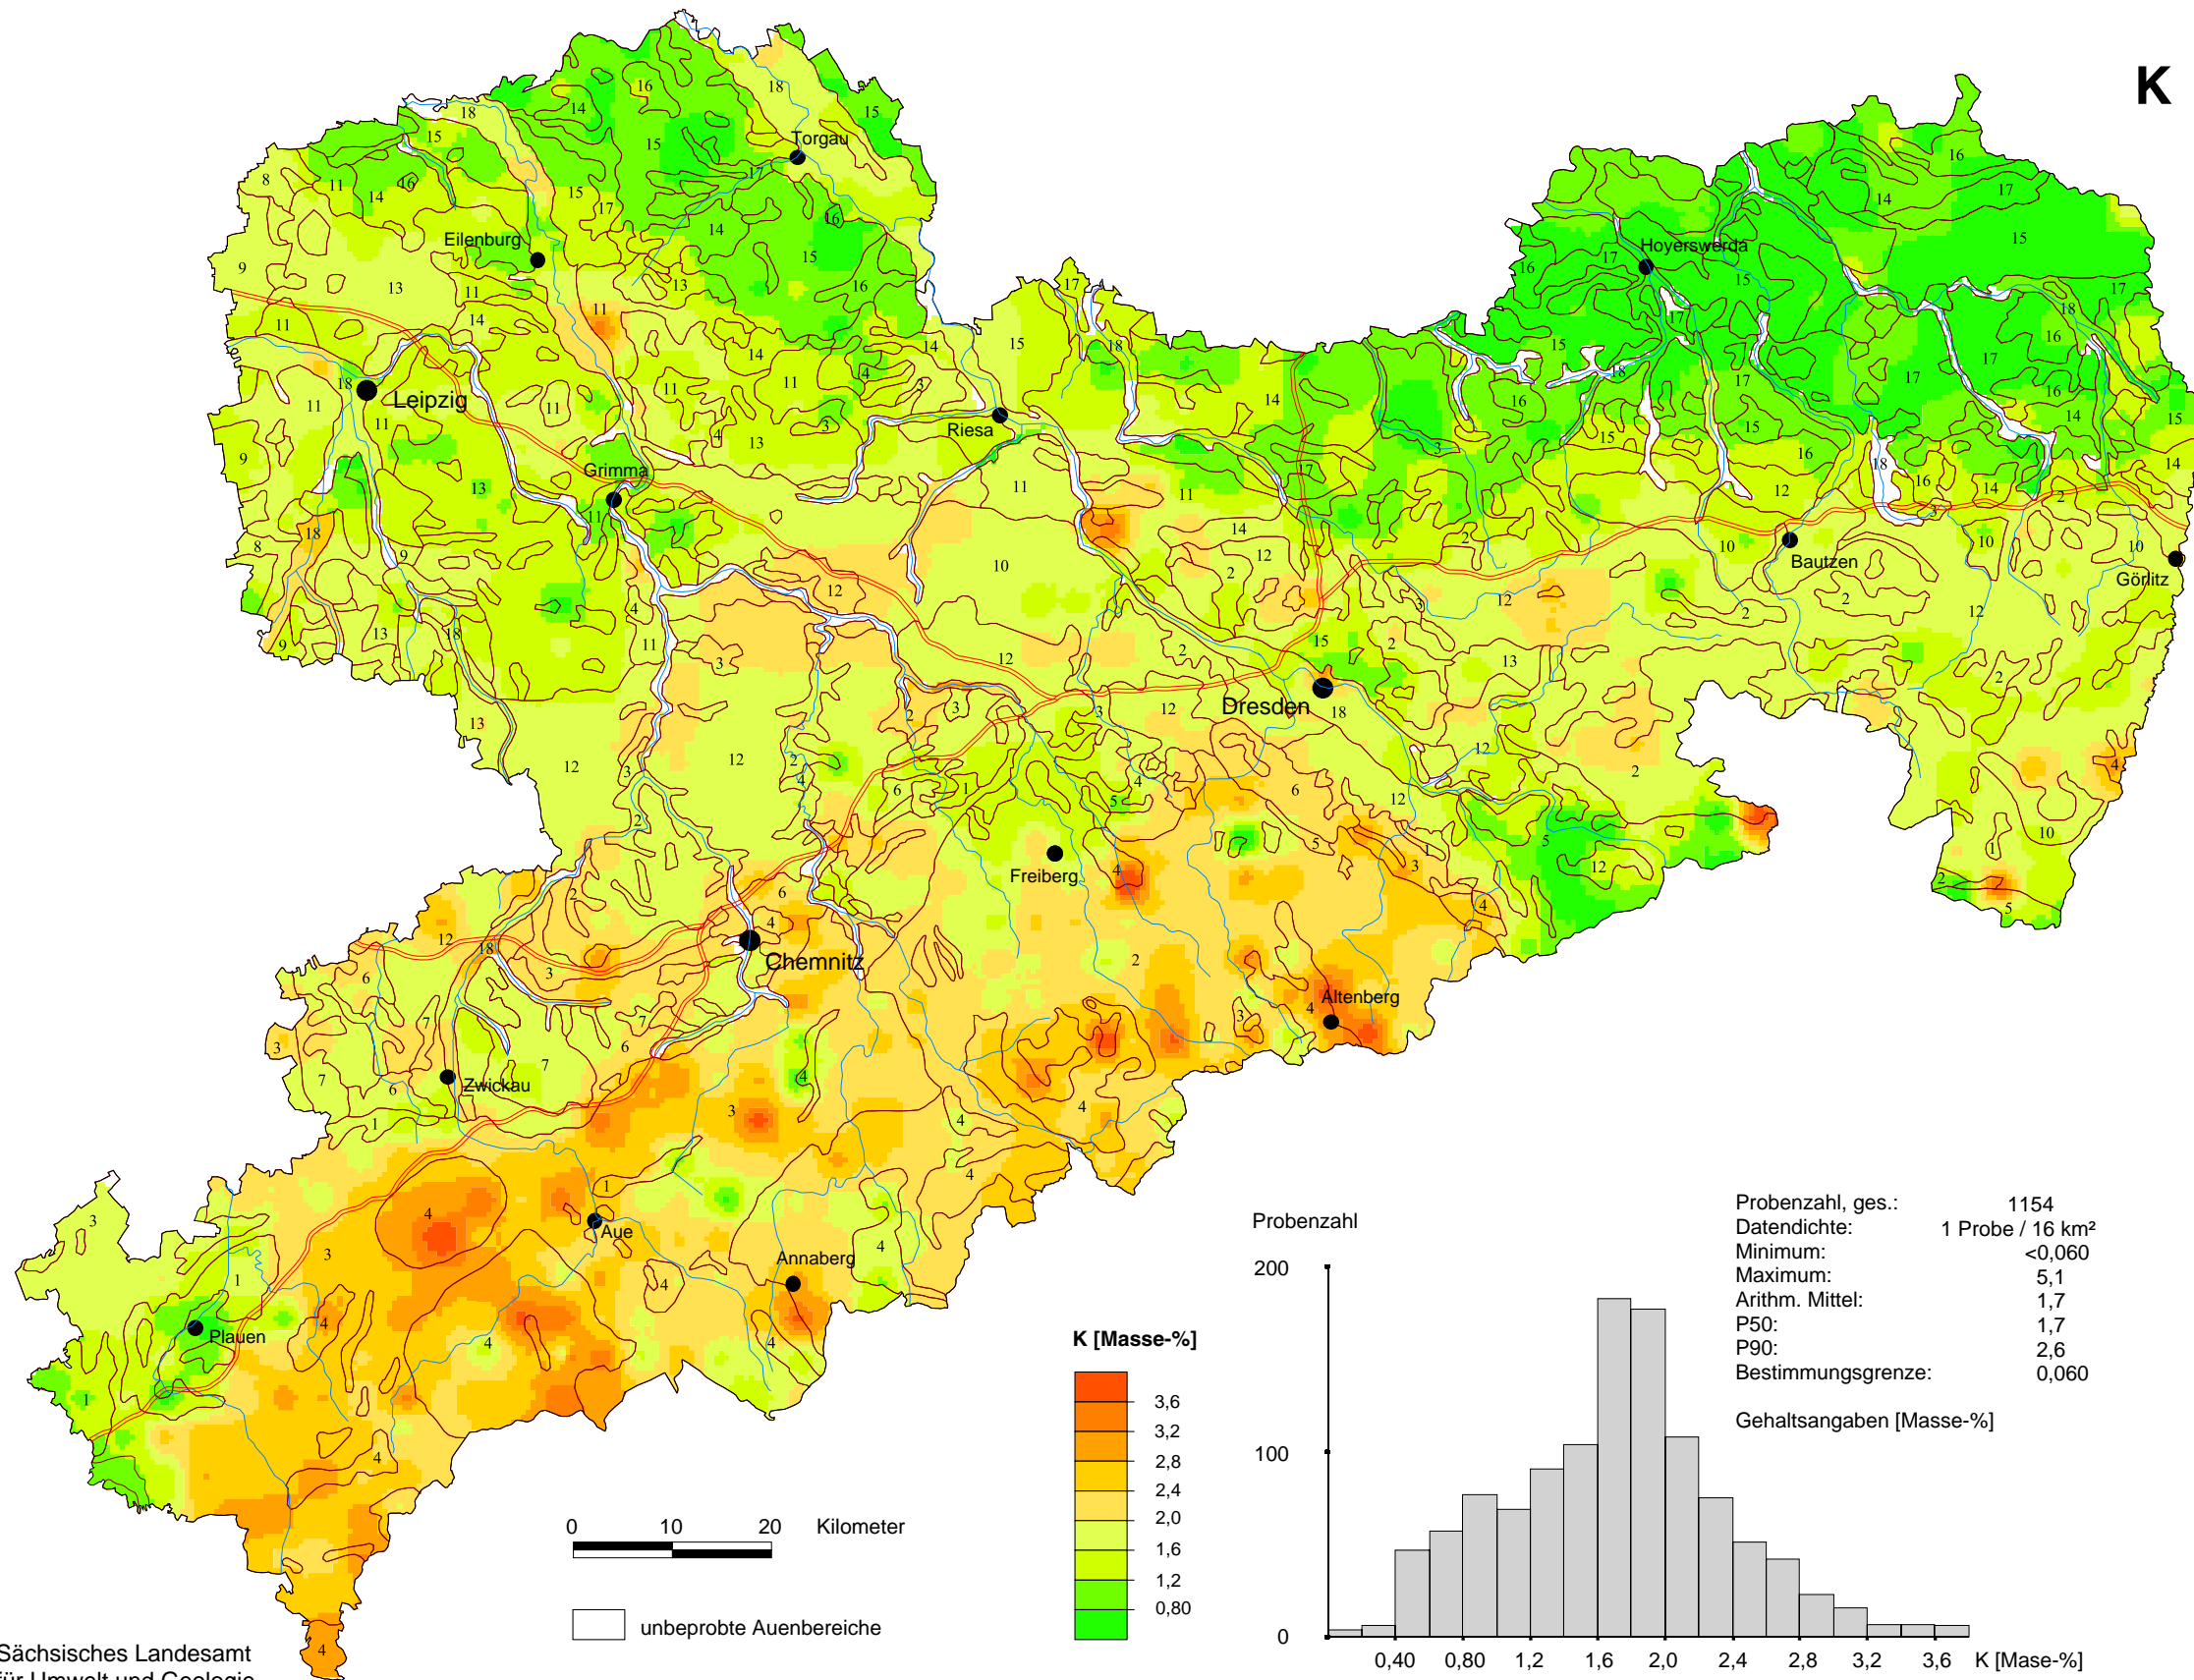 K
Torgau
Eilenburg
Hoyerswerda
Leipzig
Riesa
Grimma
Bautzen
Görlitz
Dresden
Freiberg
Chemnitz
Altenberg
Zwickau
Aue
Annaberg
Plauen
K [Masse-%]
3,6
3,2
2,8
2,4
2,0
1,6
1,2
0,80
0 10 20 Kilometer
unbeprobte Auenbereiche
Sächsisches Landesamt
für Umwelt und Geologie
Probenzahl
200
100
0
0,40 0,80 1,2 1,6 2,0 2,4 2,8 3,2 3,6 K [Mase-%]
Probenzahl, ges.: 1154
Datendichte: 1 Probe / 16 km²
Minimum: <0,060
Maximum: 5,1
Arithm. Mittel: 1,7
P50: 1,7
P90: 2,6
Bestimmungsgrenze: 0,060
Gehaltsangaben [Masse-%]